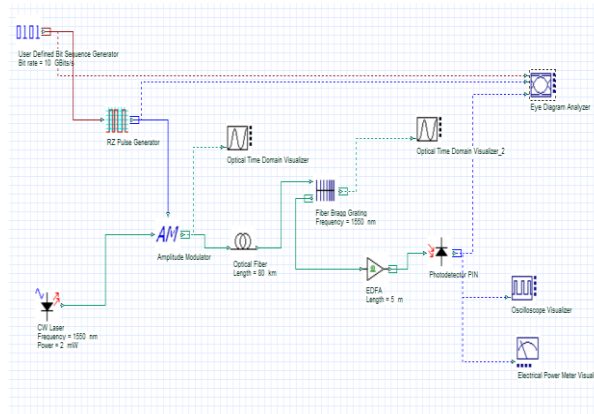 0101
User Defined Bit Sequence Generator
Bit rate = 10 GBits/s
RZ Pulse Generator
Eye Diagram Analyzer
Optical Time Domain Visualizer
Optical Time Domain Visualizer_2
AM
Amplitude Modulator
Optical Fiber
Length = 80 km
Fiber Bragg Grating
Frequency = 1550 nm
EDFA
Length = 5 m
Photodetector PIN
Oscilloscope Visualizer
CW Laser
Frequency = 1550 nm
Power = 2 mW
Electrical Power Meter Visual